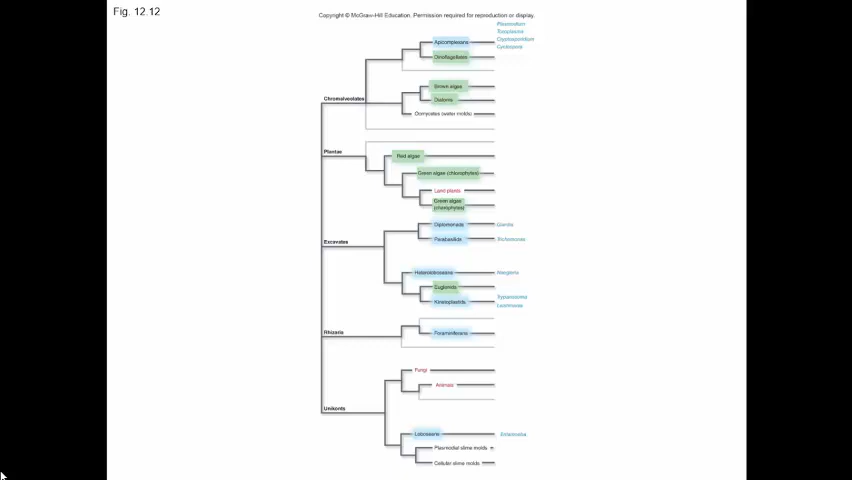 Fig. 12.12
Copyright © McGraw-Hill Education. Permission required for reproduction or display.
Plasmodium
Toxoplasma
Cryptosporidium
Cyclospora
Apicomplexans
Dinoflagellates
Brown algae
Chromalveolates
Diatoms
Oomycetes (water molds)
Plantae
Red algae
Green algae (chlorophytes)
Land plants
Green algae
(charophytes)
Diplomonads
Giardia
Excavates
Parabasalids
Trichomonas
Heterolobosians
Naegleria
Euglenids
Kinetoplastids
Trypanosoma
Leishmania
Rhizaria
Foraminiferans
Fungi
Animals
Unikonts
Loboseans
Entamoeba
Plasmodial slime molds
Cellular slime molds